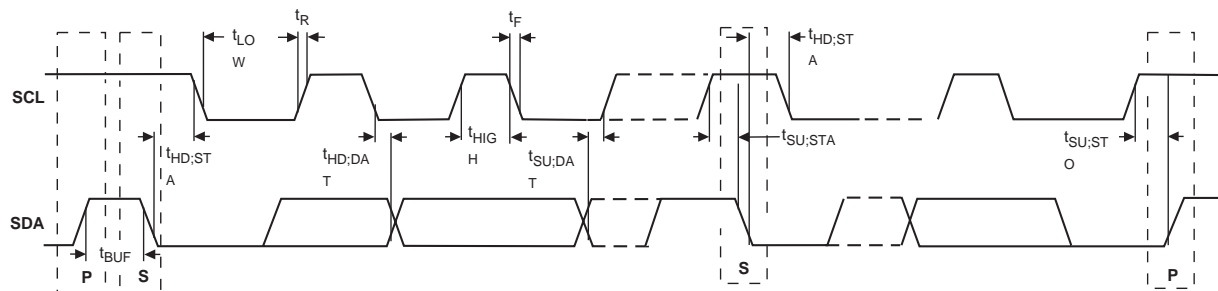 tR
tF
tLO
W
tHD;ST
A
SCL
tHD;ST
A
tHD;DA
T
tHIG
H
tSU;DA
T
tSU;STA
tSU;ST
O
SDA
tBUF
P
S
S
P